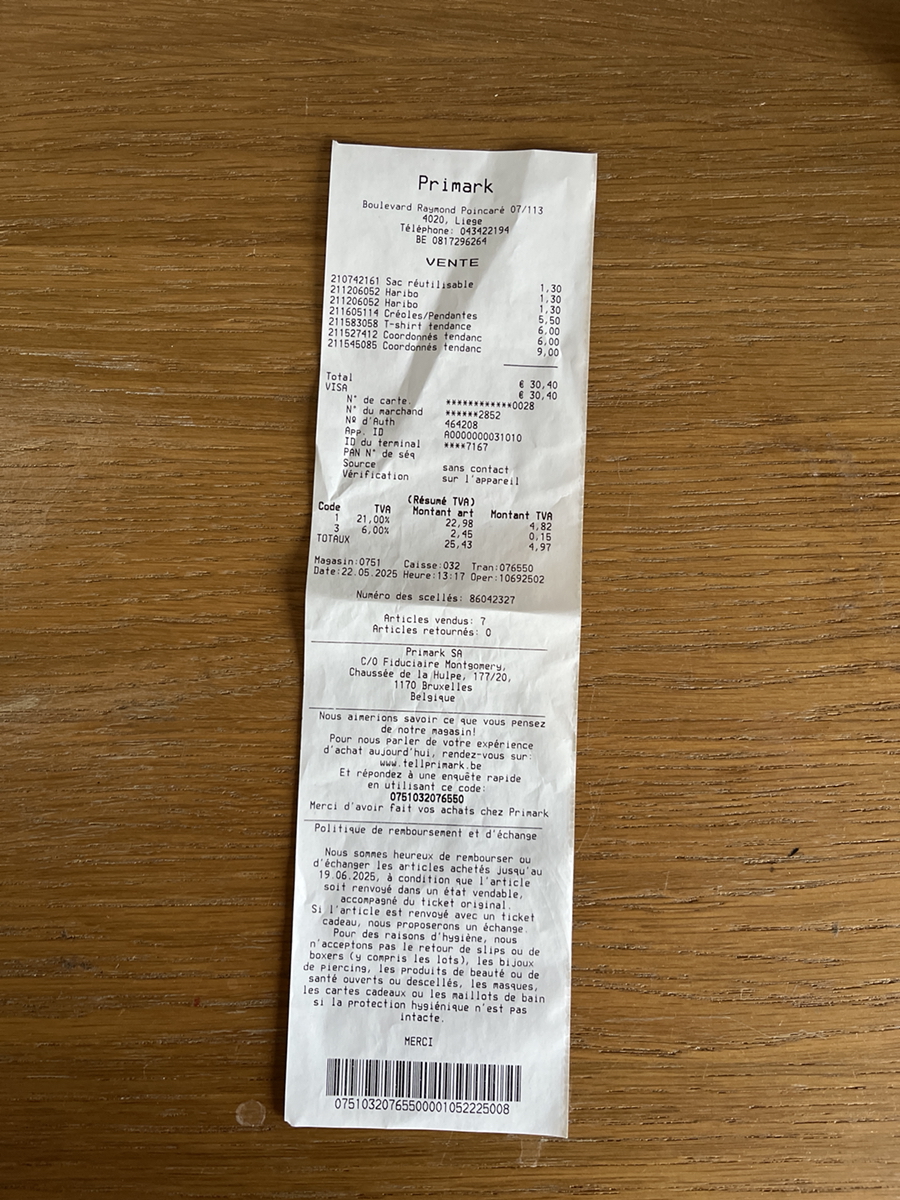 Primark
Boulevard Raymond Poincaré 07/113
4020, Liege
Téléphone: 043422194
BE 0817296264
VENTE
210742161 Sac réutilisable 1,30
211206052 Haribo 1,30
211206052 Haribo 1,30
211605114 Créoles/Pendantes 5,50
211583058 T-shirt tendance 6,00
211527412 Coordonnés tendanc 6,00
211545085 Coordonnés tendanc 9,00
Total € 30,40
VISA € 30,40
N° de carte. ************0028
N° du marchand ******2852
Nº d'Auth 464208
App. ID A0000000031010
ID du terminal ****7167
PAN N° de séq
Source sans contact
Vérification sur l'appareil
(Résumé TVA)
Code TVA Montant art Montant TVA
1 21,00% 22,98 4,82
3 6,00% 2,45 0,15
TOTAUX 25,43 4,97
Magasin:0751 Caisse:032 Tran:076550
Date:22.05.2025 Heure:13:17 Oper:10692502
Numéro des scellés: 86042327
Articles vendus: 7
Articles retournés: 0
Primark SA
C/O Fiduciaire Montgomery,
Chaussée de la Hulpe, 177/20,
1170 Bruxelles
Belgique
Nous aimerions savoir ce que vous pensez
de notre magasin!
Pour nous parler de votre expérience
d'achat aujourd'hui, rendez-vous sur:
www.tellprimark.be
Et répondez à une enquête rapide
en utilisant ce code:
0751032076550
Merci d'avoir fait vos achats chez Primark
Politique de remboursement et d'échange
Nous sommes heureux de rembourser ou
d'échanger les articles achetés jusqu'au
19.06.2025, à condition que l'article
soit renvoyé dans un état vendable,
accompagné du ticket original.
Si l'article est renvoyé avec un ticket
cadeau, nous proposerons un échange.
Pour des raisons d'hygiène, nous
n'acceptons pas le retour de slips ou de
boxers (y compris les lots), les bijoux
de piercing, les produits de beauté ou de
santé ouverts ou descellés, les masques,
les cartes cadeaux ou les maillots de bain
si la protection hygiénique n'est pas
intacte.
MERCI
07510320765500001052225008